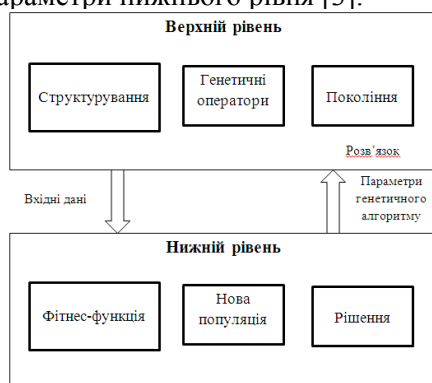 параметри нижнього рівня [5].
Верхній рівень
Структурування
Генетичні
оператори
Покоління
Розв'язок
Вхідні дані
Параметри
генетичного
алгоритму
Нижній рівень
Фітнес-функція
Нова
популяція
Рішення